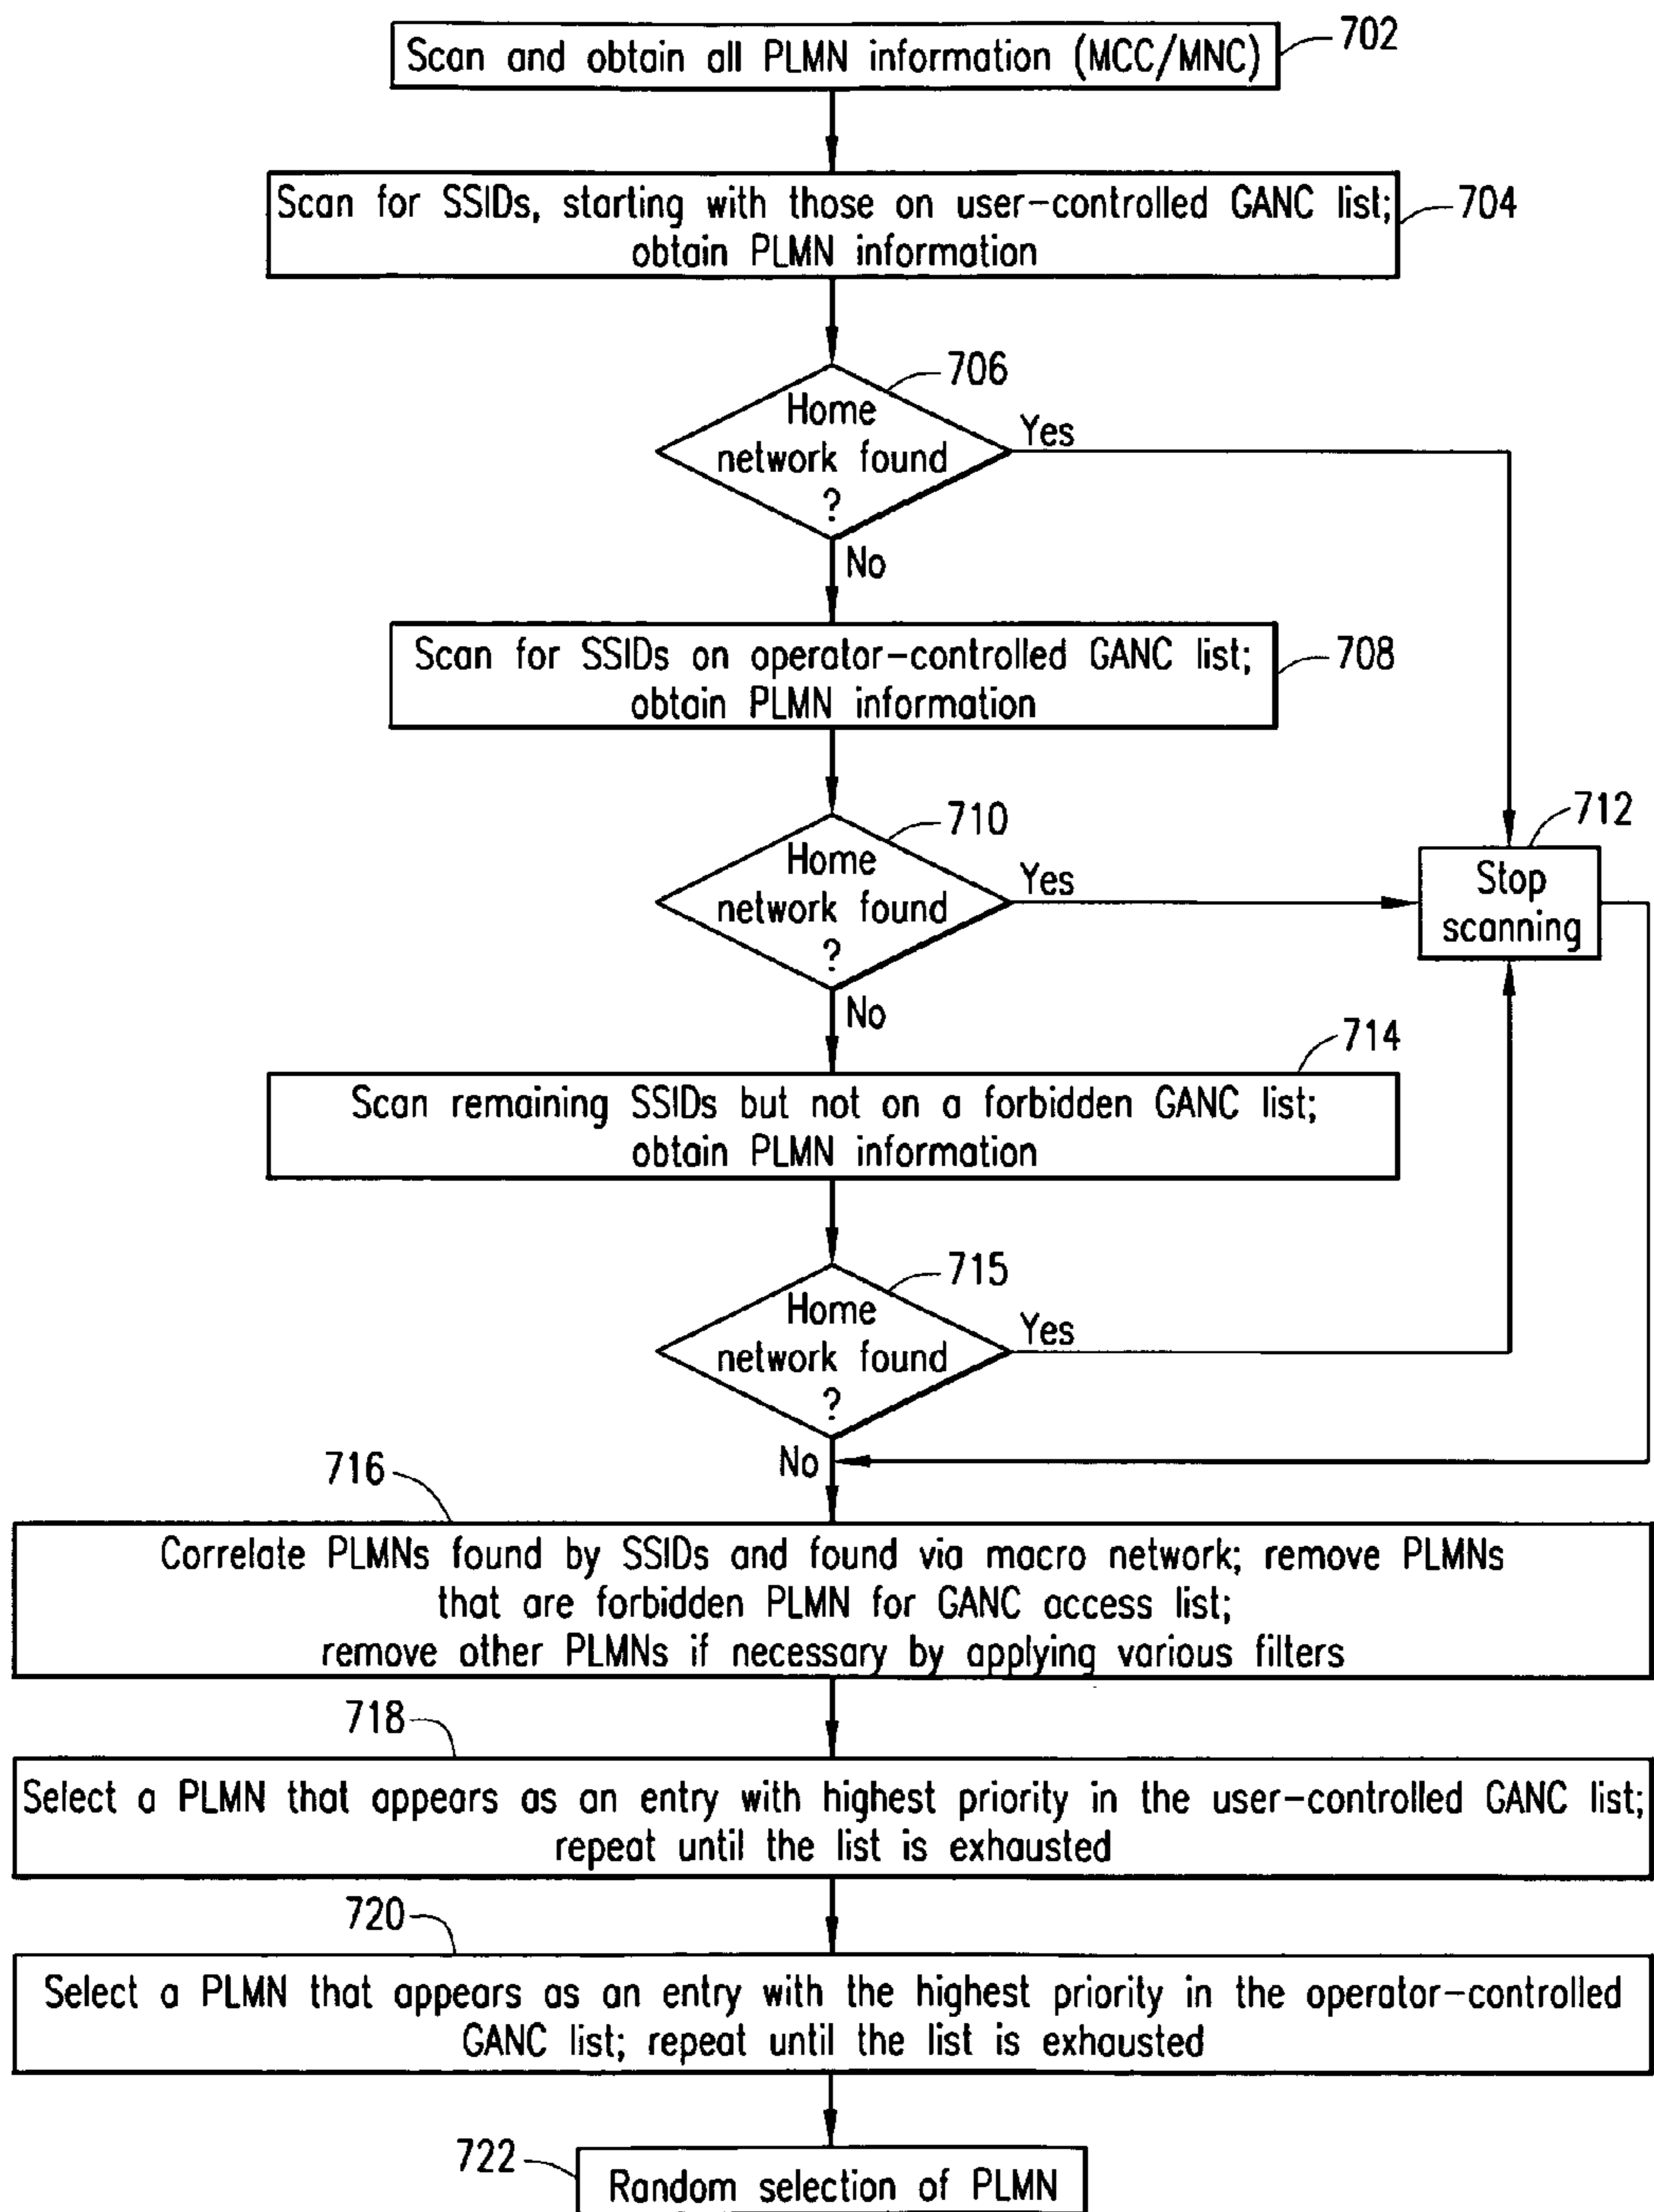 Scan and obtain all PLMN information (MCC/MNC)
702
Scan for SSIDs, starting with those on user-controlled GANC list;
obtain PLMN information
704
706
Home
network found
?
Yes
No
Scan for SSIDs on operator-controlled GANC list;
obtain PLMN information
708
710
Home
network found
?
Yes
712
Stop
scanning
No
714
Scan remaining SSIDs but not on a forbidden GANC list;
obtain PLMN information
715
Home
network found
?
Yes
No
716
Correlate PLMNs found by SSIDs and found via macro network; remove PLMNs
that are forbidden PLMN for GANC access list;
remove other PLMNs if necessary by applying various filters
718
Select a PLMN that appears as an entry with highest priority in the user-controlled GANC list;
repeat until the list is exhausted
720
Select a PLMN that appears as an entry with the highest priority in the operator-controlled
GANC list; repeat until the list is exhausted
722
Random selection of PLMN